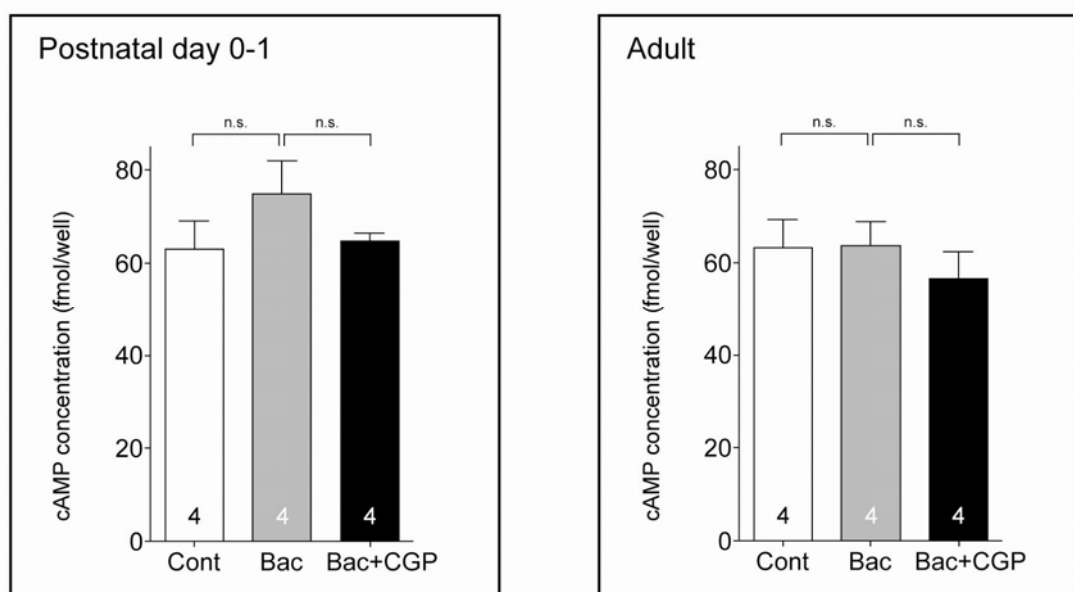 Postnatal day 0-1
n.s.
n.s.
cAMP concentration (fmol/well)
80
60
40
20
0
4
4
4
Cont
Bac
Bac+CGP
Adult
n.s.
n.s.
cAMP concentration (fmol/well)
80
60
40
20
0
4
4
4
Cont
Bac
Bac+CGP